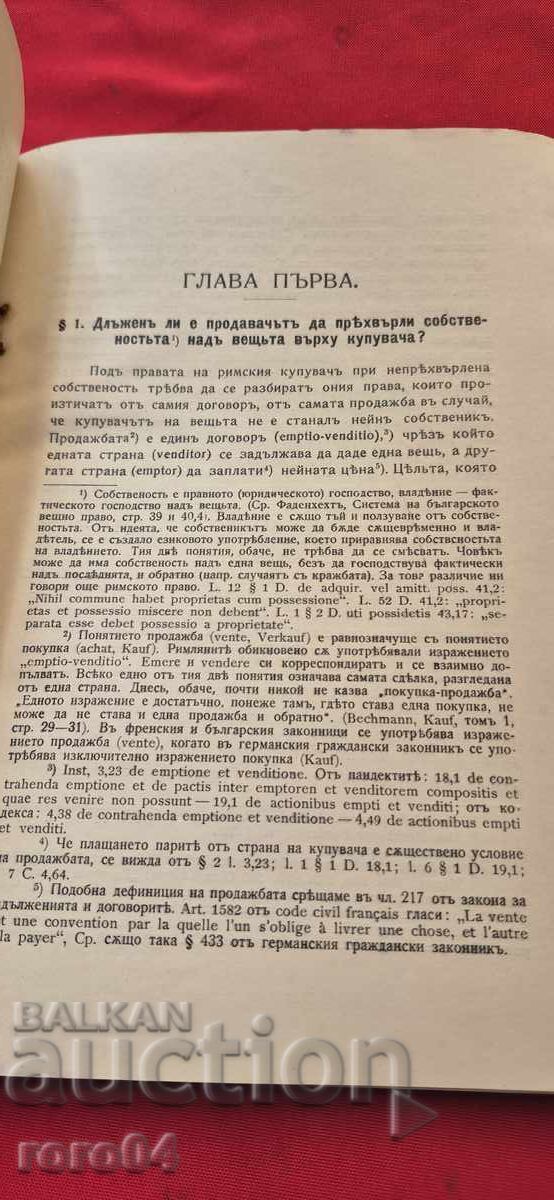 ГЛАВА ПЪРВА.
§ 1. Длъженъ ли е продавачътъ да прѣхвърли собстве-
ностьта¹) надъ вещьта върху купувача?
Подъ правата на римския купувачъ при непрѣхвърлена
собственость трѣбва да се разбиратъ ония права, които про-
изтичатъ отъ самия договоръ, отъ самата продажба въ случай,
че купувачътъ на вещьта не е станалъ нейнъ собственикъ.
Продажбата²) е единъ договоръ (emptio-venditio),³) чрѣзъ който
едната страна (venditor) се задължава да даде една вещь, а дру-
гата страна (emptor) да заплати⁴) нейната цѣна⁵). Цѣльта, която
¹) Собственость е правното (юридическото) господство, владение — фак-
тическото господство надъ вещьта. (Ср. Фаденхехтъ, Система на българското
вещно право, стр. 39 и 40,4). Владение е сѫщо тъй и ползуване отъ собстве-
ностьта. Отъ идеята, че собственикътъ може да бѫде сѫщеврѣменно и вла-
дѣтель, се е създало езиковото употрѣбление, което приравнява собствсностьта
на владението. Тия двѣ понятия, обаче, не трѣбва да се смѣсватъ. Човѣкъ
може да има собственость надъ една вещь, безъ да господствува фактически
надъ послѣднята, и обратно (напр. случаятъ съ кражбата). За това различие ни
говори още римското право. L. 12 § 1 D. de adquir. vel amitt. poss. 41,2:
„Nihil commune habet proprietas cum possessione“. L. 52 D. 41,2: „propri-
etas et possessio miscere non debent“. L. 1 § 2 D. uti possidetis 43,17: „se-
parata esse debet possessio a proprietate“.
²) Понятието продажба (vente, Verkauf) е равнозначуще съ понятието
покупка (achat, Kauf). Римлянитѣ обикновено сѫ употрѣбявали изражението
„emptio-venditio“. Emere и vendere си корреспондиратъ и се взаимно до-
пълватъ. Всѣко едно отъ тия двѣ понятия означава самата сдѣлка, разгледана
отъ една страна. Днесь, обаче, почти никой не казва „покупка-продажба“.
„Едното изражение е достатъчно, понеже тамъ, гдѣто става една покупка, не
може да не става и една продажба и обратно“. (Bechmann, Kauf, томъ 1,
стр. 29—31). Въ френския и българския законници се употрѣбява израже-
нието продажба (vente), когато въ германския граждански законникъ се упо-
трѣбява изключително изражението покупка (Kauf).
³) Inst, 3,23 de emptione et venditione. Отъ пандектитѣ: 18,1 de con-
trahenda emptione et de pactis inter emptorem et venditorem compositis et
quae res venire non possunt — 19,1 de actionibus empti et venditi; отъ ко-
декса: 4,38 de contrahenda emptione et venditione — 4,49 de actionibus empti
et venditi.
⁴) Че плащането паритѣ отъ страна на купувача е сѫществено условие
на продажбата, се вижда отъ § 2 I. 3,23; l. 1 § 1 D. 18,1; l. 6 § 1 D. 19,1;
7 C. 4,64.
⁵) Подобна дефиниция на продажбата срѣщаме въ чл. 217 отъ закона за
дълженията и договоритѣ. Art. 1582 отъ code civil français гласи: „La vente
st une convention par la quelle l'un s'oblige à livrer une chose, et l'autre
la payer“, Ср. сѫщо така § 433 отъ германския граждански законникъ.
BALKAN
auction
roro04